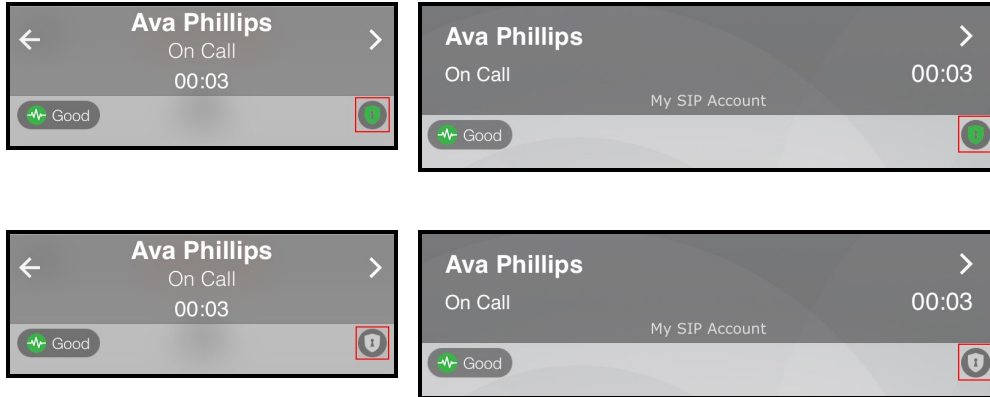 Ava Phillips
On Call
00:03
Good
Ava Phillips
On Call 00:03
My SIP Account
Good
Ava Phillips
On Call
00:03
Good
Ava Phillips
On Call 00:03
My SIP Account
Good